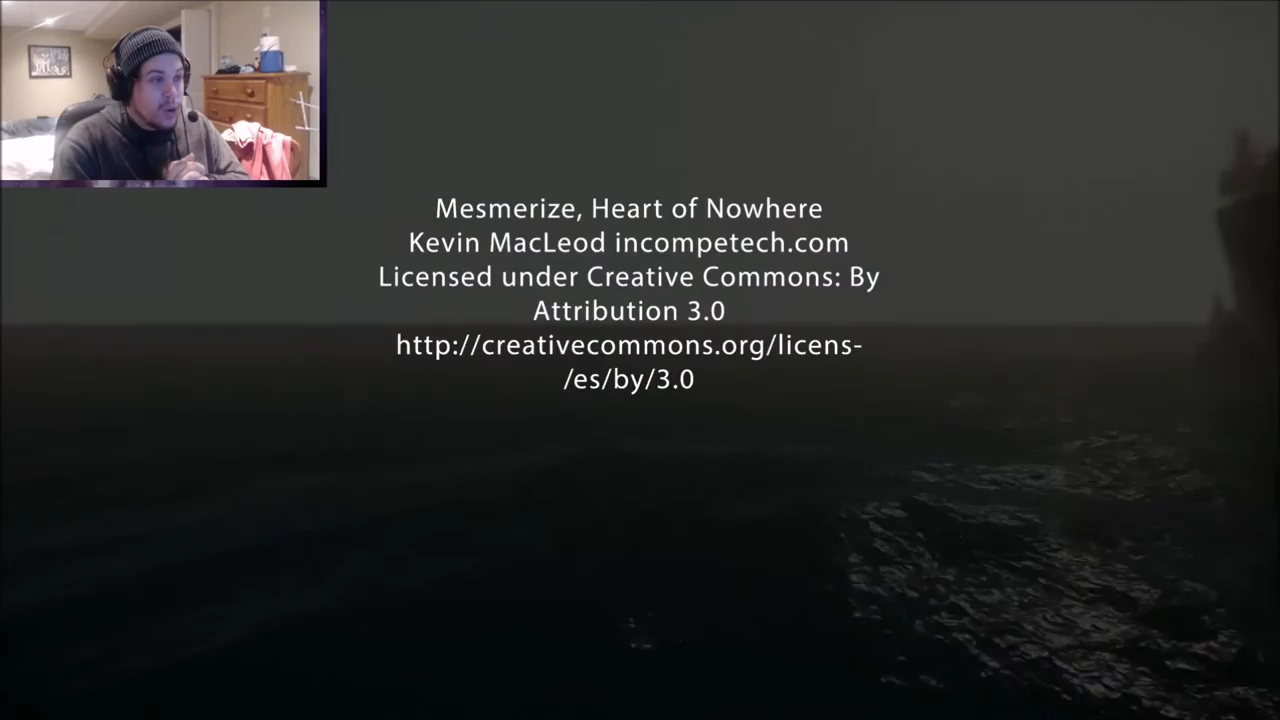 Mesmerize, Heart of Nowhere
Kevin MacLeod incompetech.com
Licensed under Creative Commons: By
Attribution 3.0
http://creativecommons.org/licens-
/es/by/3.0